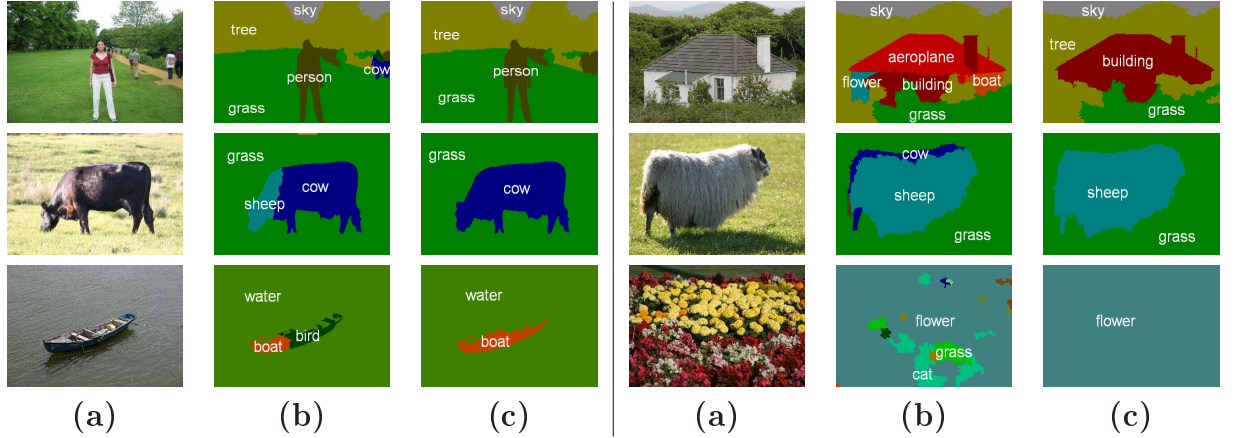 sky
tree
cow
person
grass
sky
tree
person
grass
sky
aeroplane
flower
building
boat
grass
sky
tree
building
grass
grass
cow
sheep
grass
cow
cow
sheep
grass
sheep
grass
water
bird
boat
water
boat
flower
grass
cat
flower
(a) (b) (c) (a) (b) (c)